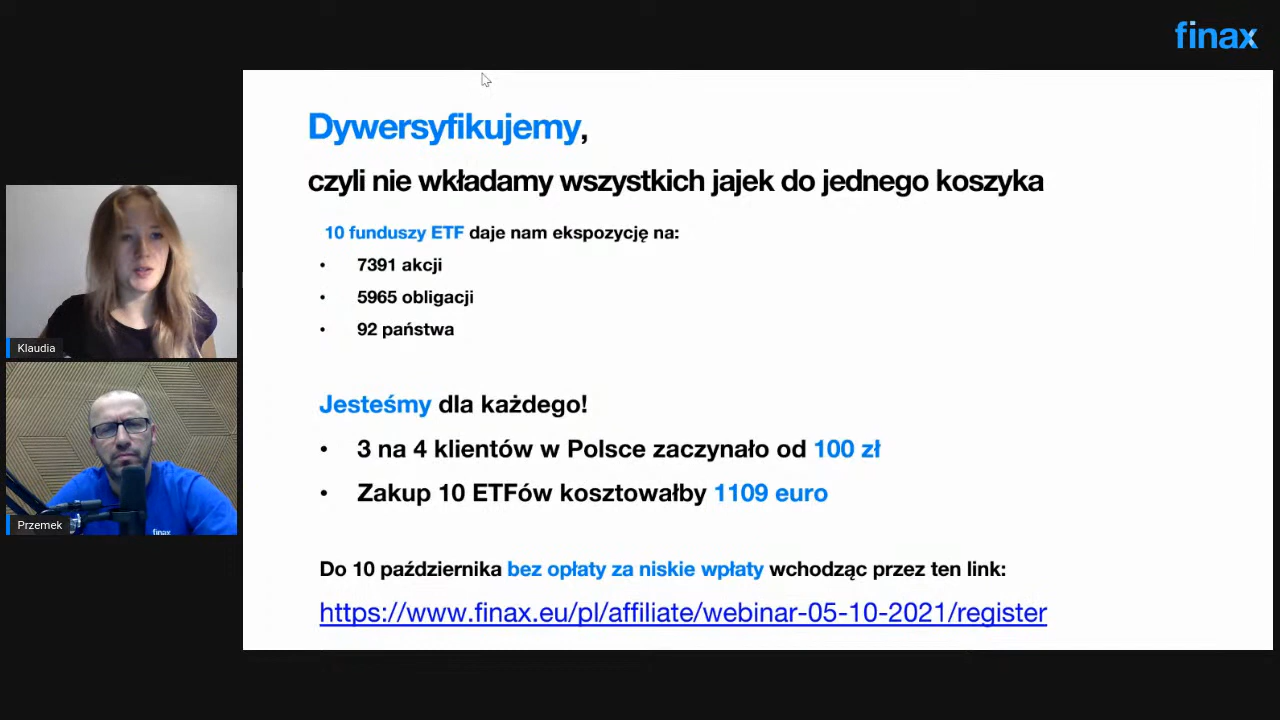 finax
Dywersyfikujemy,
czyli nie wkładamy wszystkich jajek do jednego koszyka
10 funduszy ETF daje nam ekspozycję na:
• 7391 akcji
• 5965 obligacji
• 92 państwa
Jesteśmy dla każdego!
• 3 na 4 klientów w Polsce zaczynało od 100 zł
• Zakup 10 ETFów kosztowałby 1109 euro
Do 10 października bez opłaty za niskie wpłaty wchodząc przez ten link:
https://www.finax.eu/pl/affiliate/webinar-05-10-2021/register
Klaudia
Przemek
finax